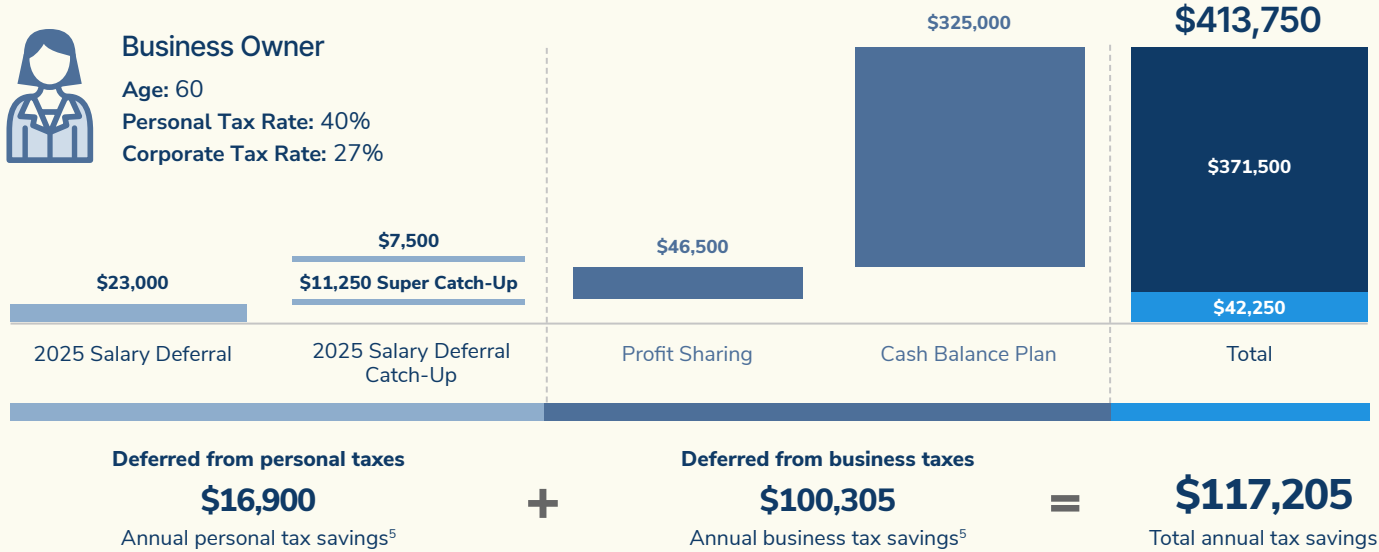 Business Owner
Age: 60
Personal Tax Rate: 40%
Corporate Tax Rate: 27%
$23,000
$7,500
$11,250 Super Catch-Up
$46,500
$325,000
$413,750
$371,500
$42,250
2025 Salary Deferral
2025 Salary Deferral
Catch-Up
Profit Sharing
Cash Balance Plan
Total
Deferred from personal taxes
$16,900
Annual personal tax savings⁵
+
Deferred from business taxes
$100,305
Annual business tax savings⁵
=
$117,205
Total annual tax savings